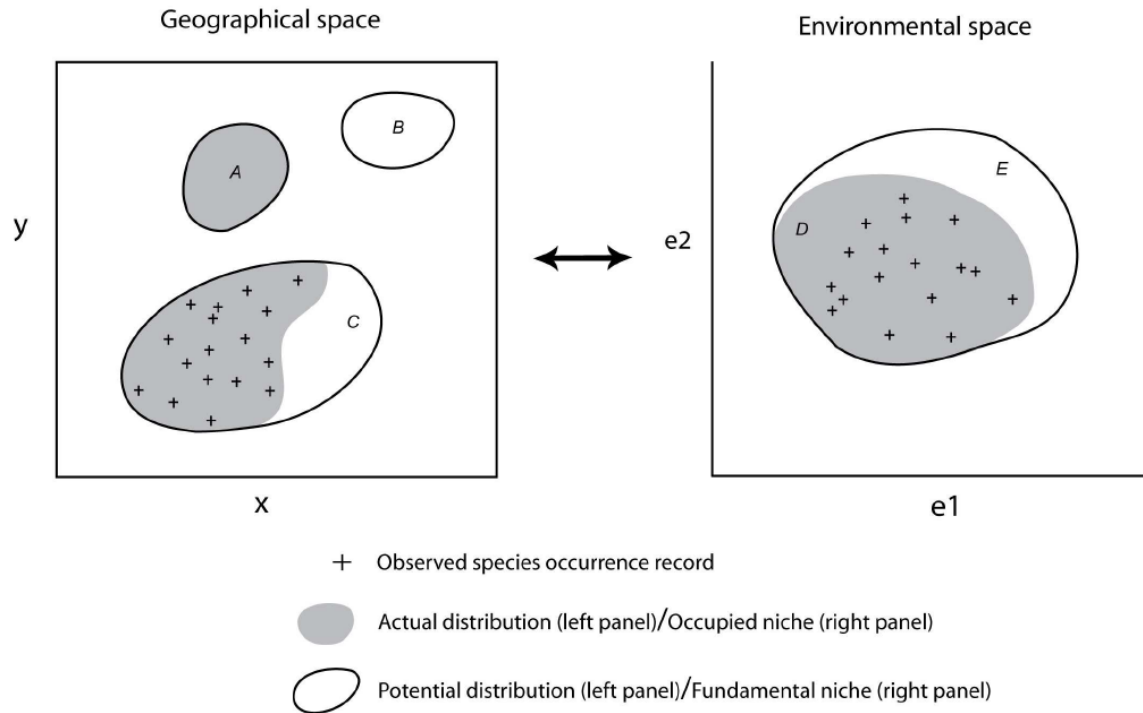 Geographical space
Environmental space
A
B
C
y
x
D
E
e2
e1
+ Observed species occurrence record
Actual distribution (left panel)/Occupied niche (right panel)
Potential distribution (left panel)/Fundamental niche (right panel)